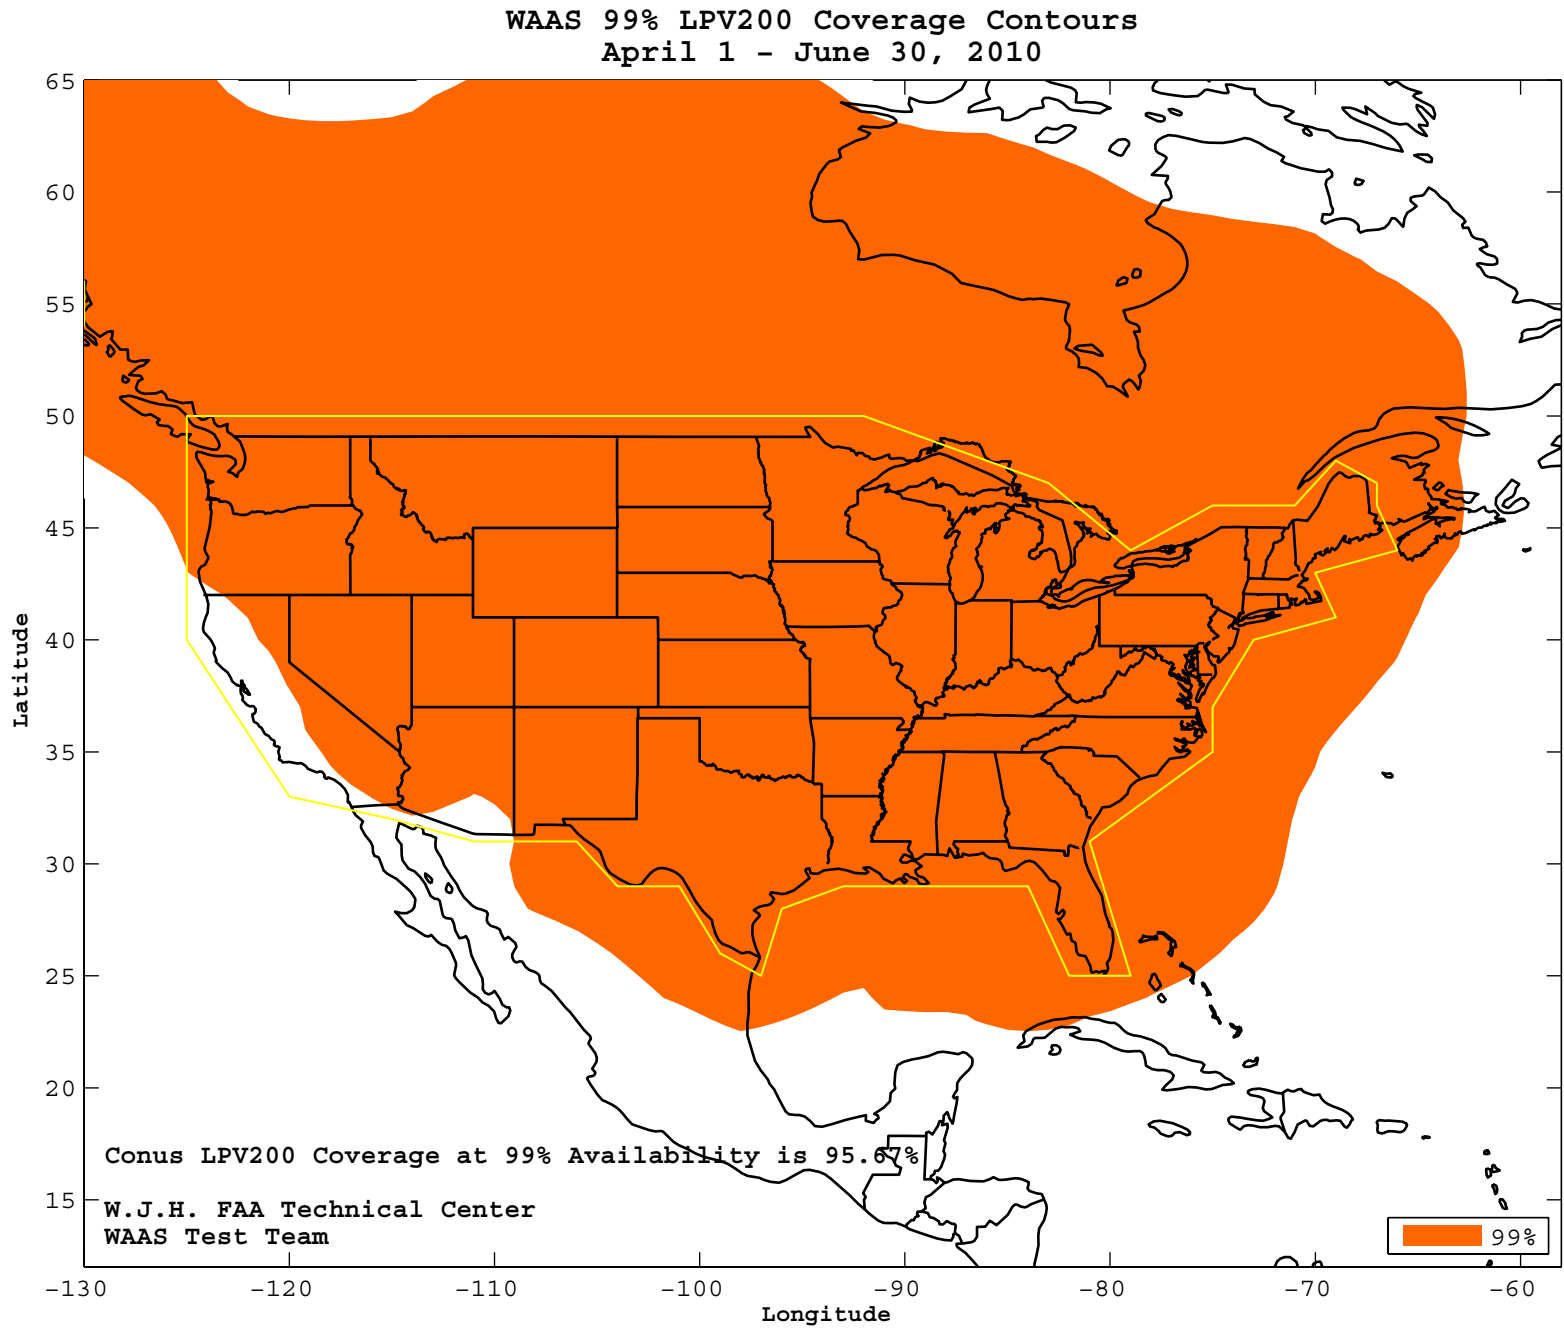 WAAS 99% LPV200 Coverage Contours
April 1 - June 30, 2010
65
60
55
50
45
40
35
30
25
20
15
Latitude
Conus LPV200 Coverage at 99% Availability is 95.67%
W.J.H. FAA Technical Center
WAAS Test Team
99%
-130 -120 -110 -100 -90 -80 -70 -60
Longitude